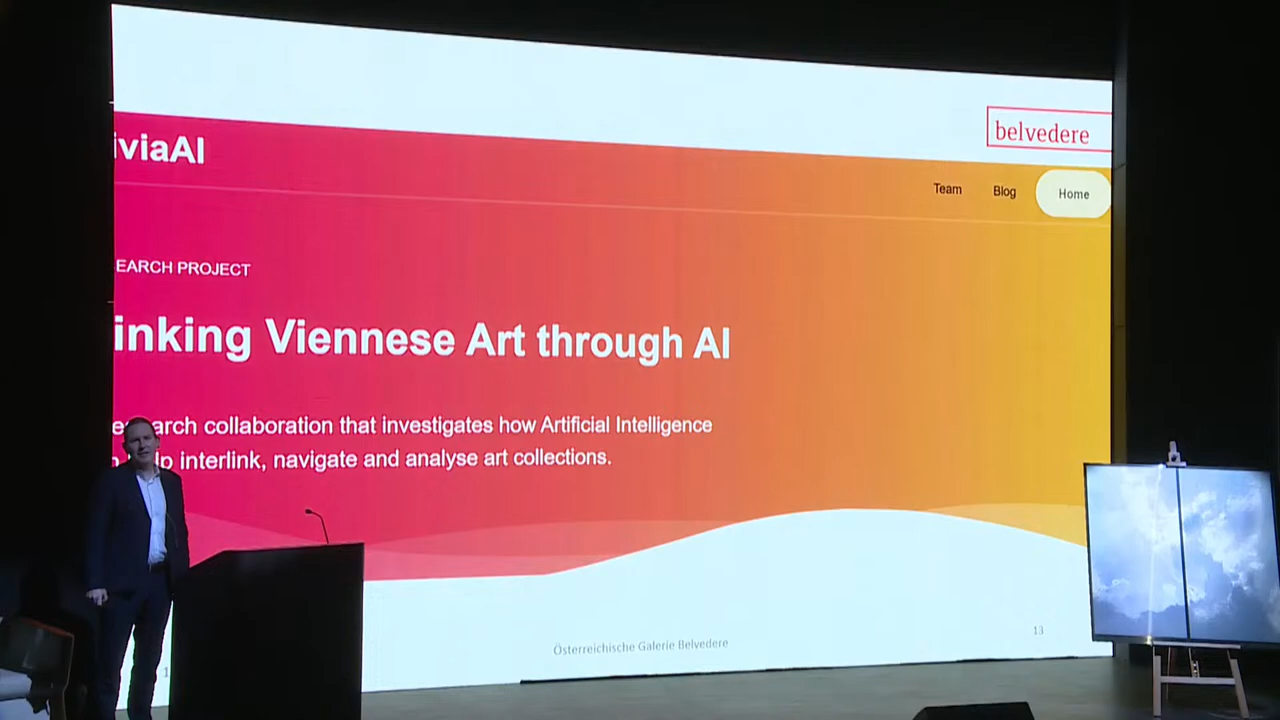 belvedere
iviaAI
Team Blog Home
EARCH PROJECT
inking Viennese Art through AI
search collaboration that investigates how Artificial Intelligence
interlink, navigate and analyse art collections.
Österreichische Galerie Belvedere
13